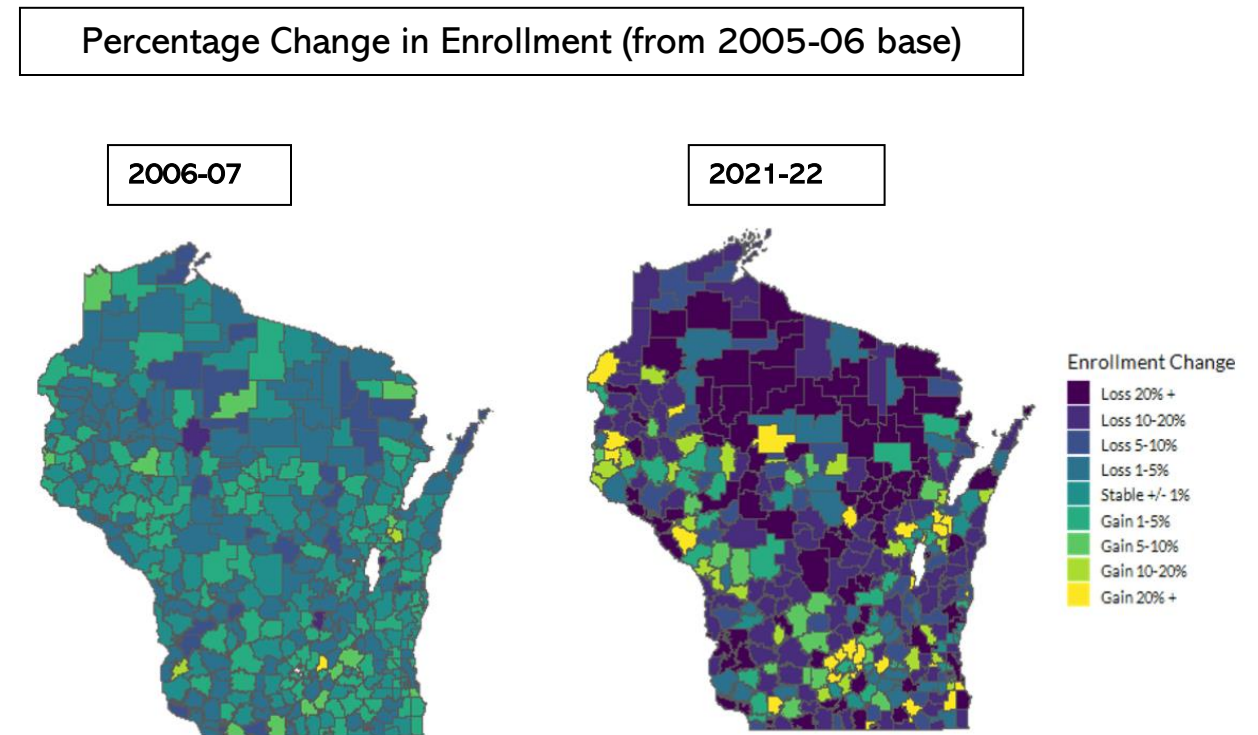 Percentage Change in Enrollment (from 2005-06 base)
2006-07
2021-22
Enrollment Change
Loss 20% +
Loss 10-20%
Loss 5-10%
Loss 1-5%
Stable +/- 1%
Gain 1-5%
Gain 5-10%
Gain 10-20%
Gain 20% +